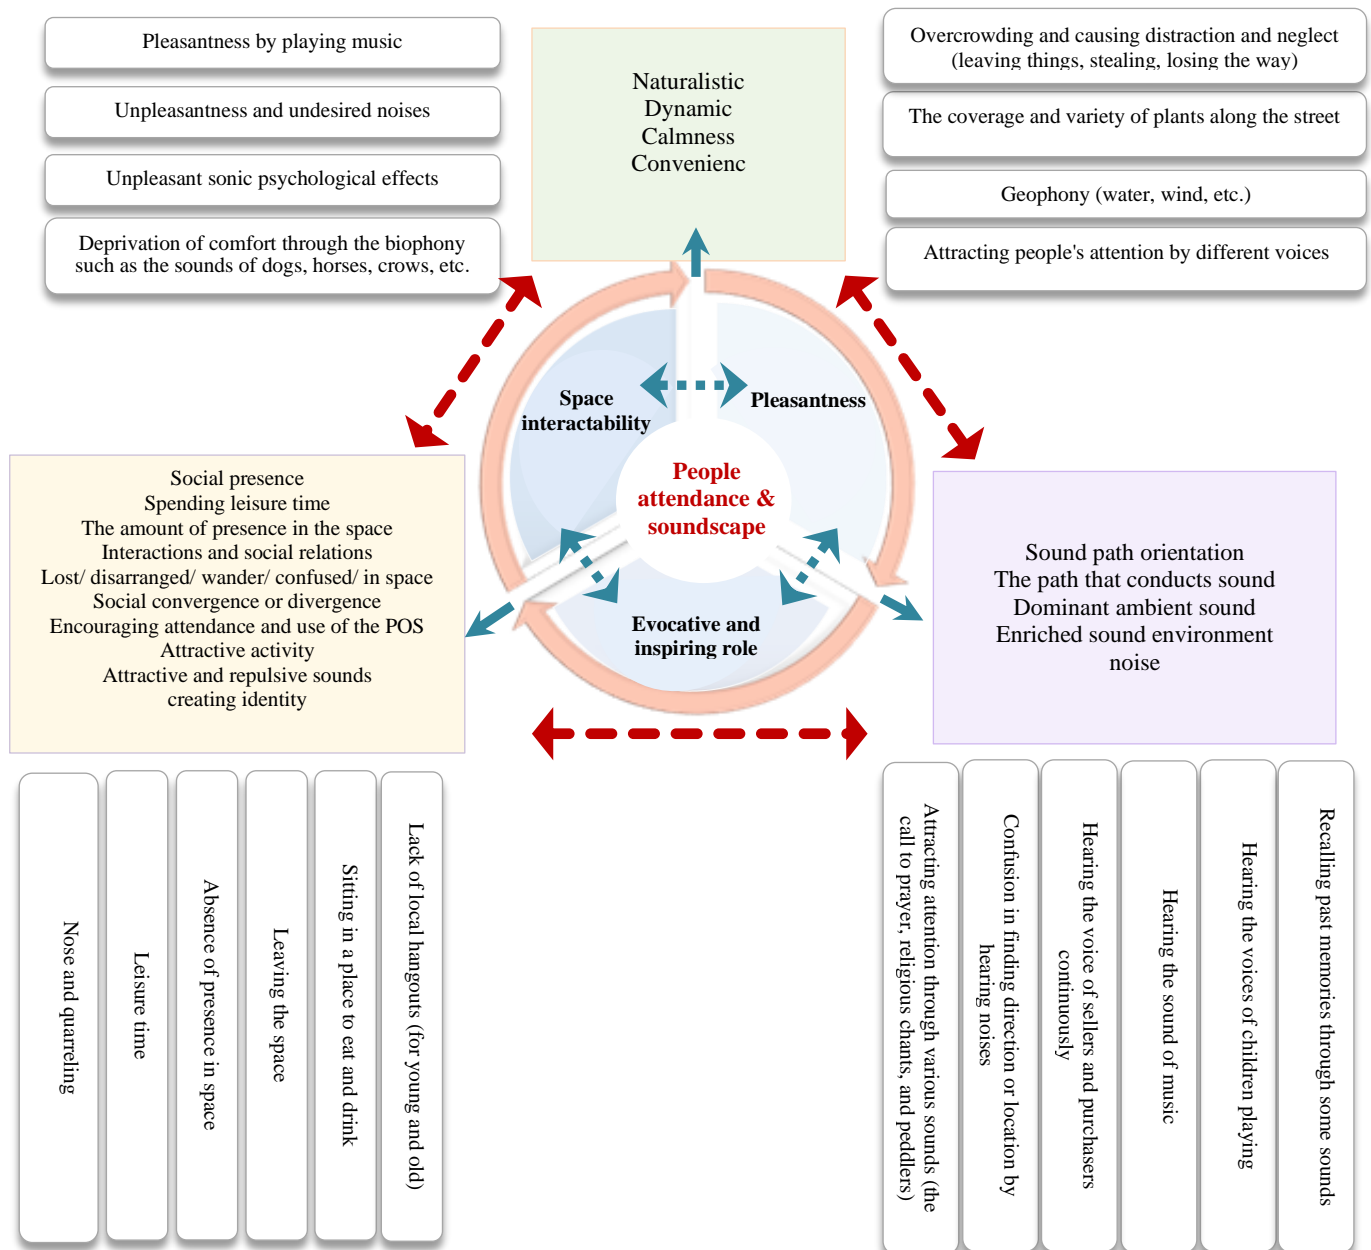 Pleasantness by playing music
Unpleasantness and undesired noises
Unpleasant sonic psychological effects
Deprivation of comfort through the biophony
such as the sounds of dogs, horses, crows, etc.
Naturalistic
Dynamic
Calmness
Convenienc
Overcrowding and causing distraction and neglect
(leaving things, stealing, losing the way)
The coverage and variety of plants along the street
Geophony (water, wind, etc.)
Attracting people's attention by different voices
Space
interactability
Pleasantness
People
attendance &
soundscape
Evocative and
inspiring role
Social presence
Spending leisure time
The amount of presence in the space
Interactions and social relations
Lost/ disarranged/ wander/ confused/ in space
Social convergence or divergence
Encouraging attendance and use of the POS
Attractive activity
Attractive and repulsive sounds
creating identity
Sound path orientation
The path that conducts sound
Dominant ambient sound
Enriched sound environment
noise
Nose and quarreling
Leisure time
Absence of presence in space
Leaving the space
Sitting in a place to eat and drink
Lack of local hangouts (for young and old)
Attracting attention through various sounds (the
call to prayer, religious chants, and peddlers)
Confusion in finding direction or location by
hearing noises
Hearing the voice of sellers and purchasers
continuously
Hearing the sound of music
Hearing the voices of children playing
Recalling past memories through some sounds